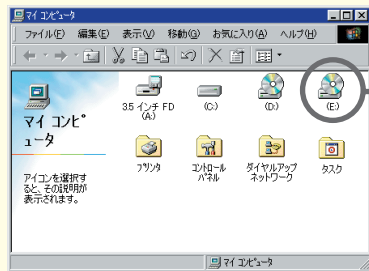 マイ コンピュータ
ファイル(F) 編集(E) 表示(V) 移動(G) お気に入り(A) ヘルプ(H)
マイ コンピ
ュータ
アイコンを選択す
ると、その説明が
表示されます。
3.5 インチ FD
(A:)
(C:)
(D:)
(E:)
プリンタ
コントロール
パネル
ダイヤルアップ
ネットワーク
タスク
マイ コンピュータ